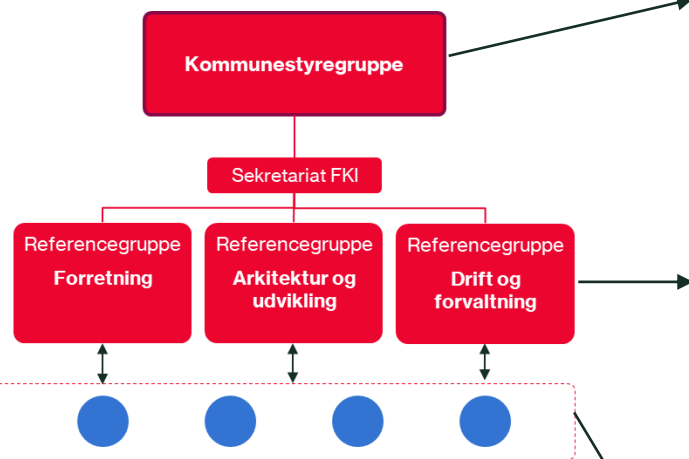 Kommunestyregruppe
Sekretariat FKI
Referencegruppe
Forretning
Referencegruppe
Arkitektur og
udvikling
Referencegruppe
Drift og
forvaltning